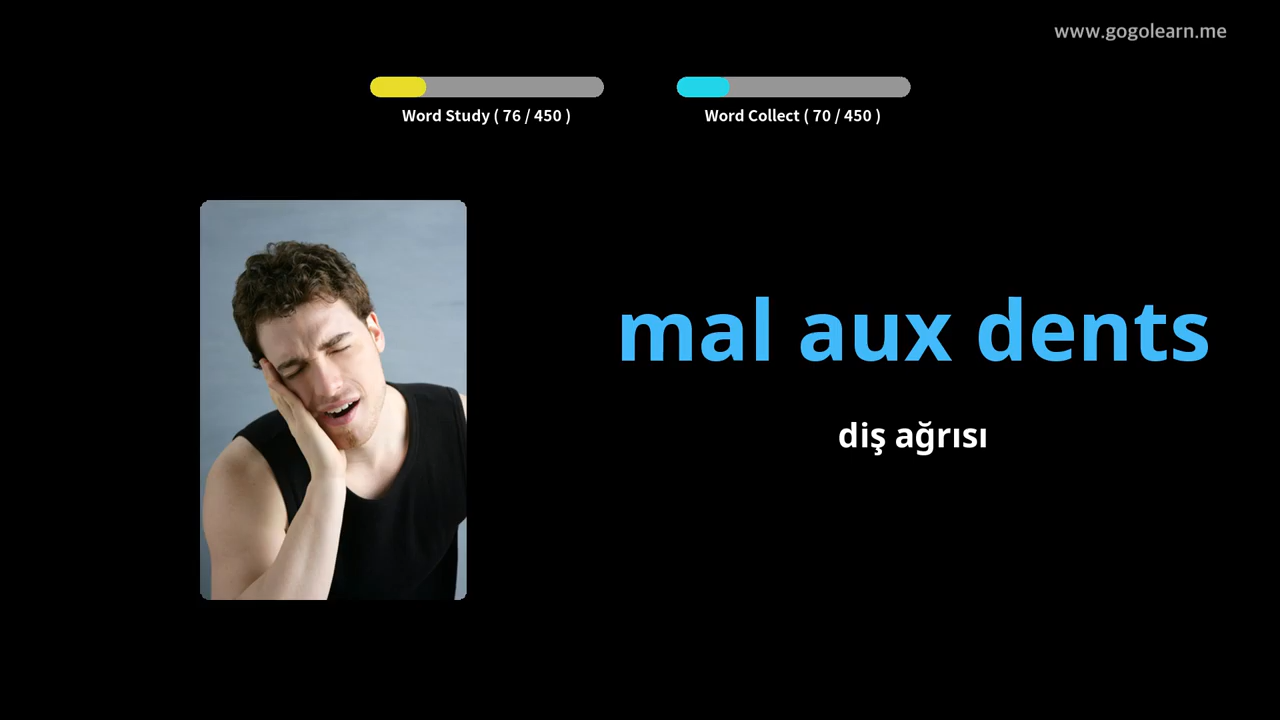 www.gogolearn.me
Word Study ( 76 / 450 )
Word Collect ( 70 / 450 )
mal aux dents
diş ağrısı